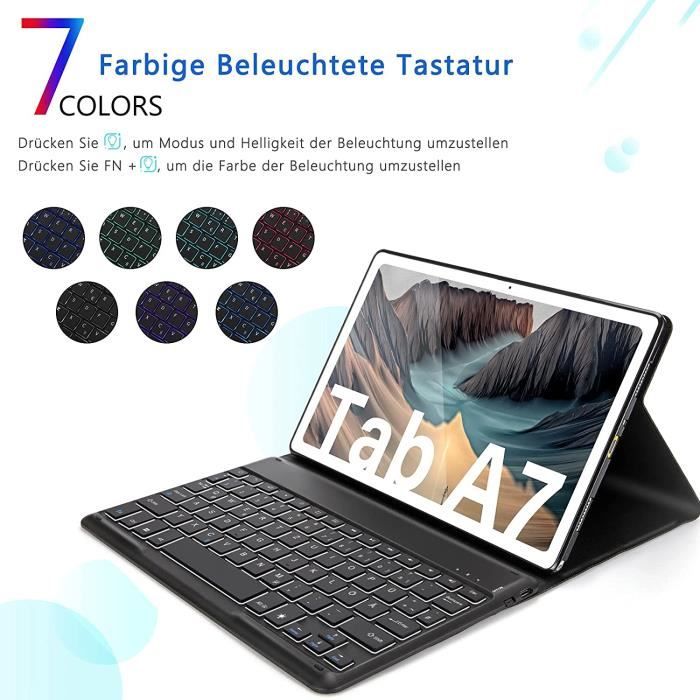 7 Farbige Beleuchtete Tastatur
COLORS
Drücken Sie , um Modus und Helligkeit der Beleuchtung umzustellen
Drücken Sie FN + , um die Farbe der Beleuchtung umzustellen
Tab A7